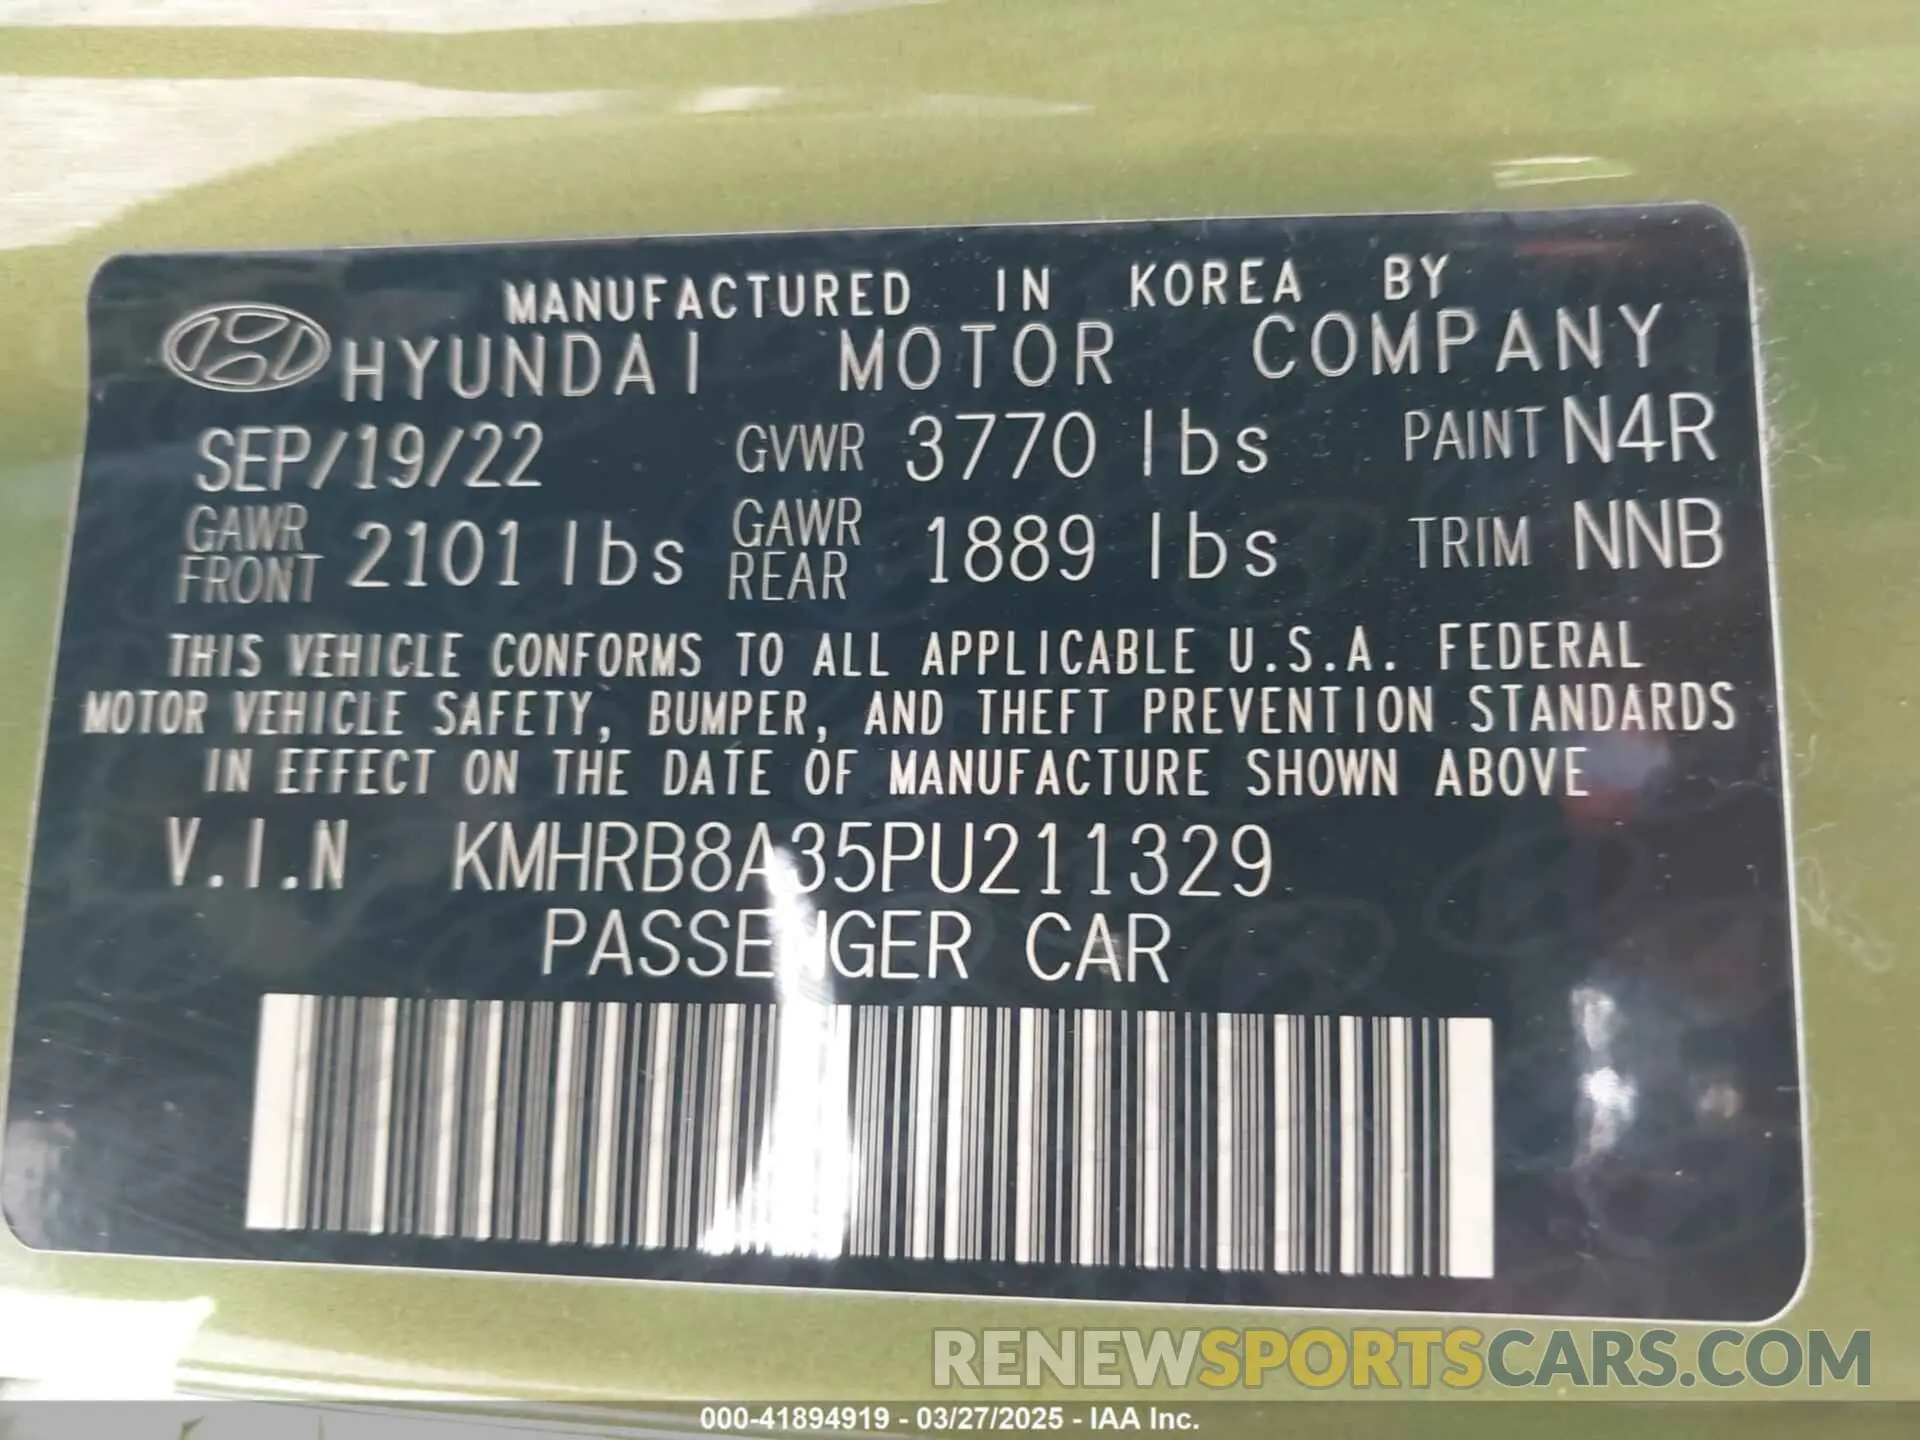 MANUFACTURED IN KOREA BY
HYUNDAI MOTOR COMPANY
SEP/19/22 GVWR 3770 lbs PAINT N4R
GAWR FRONT 2101 lbs GAWR REAR 1889 lbs TRIM NNB
THIS VEHICLE CONFORMS TO ALL APPLICABLE U.S.A. FEDERAL
MOTOR VEHICLE SAFETY, BUMPER, AND THEFT PREVENTION STANDARDS
IN EFFECT ON THE DATE OF MANUFACTURE SHOWN ABOVE
V.I.N KMHRB8A35PU211329
PASSENGER CAR
RENEWSPORTSCARS.COM
000-41894919 - 03/27/2025 - IAA Inc.